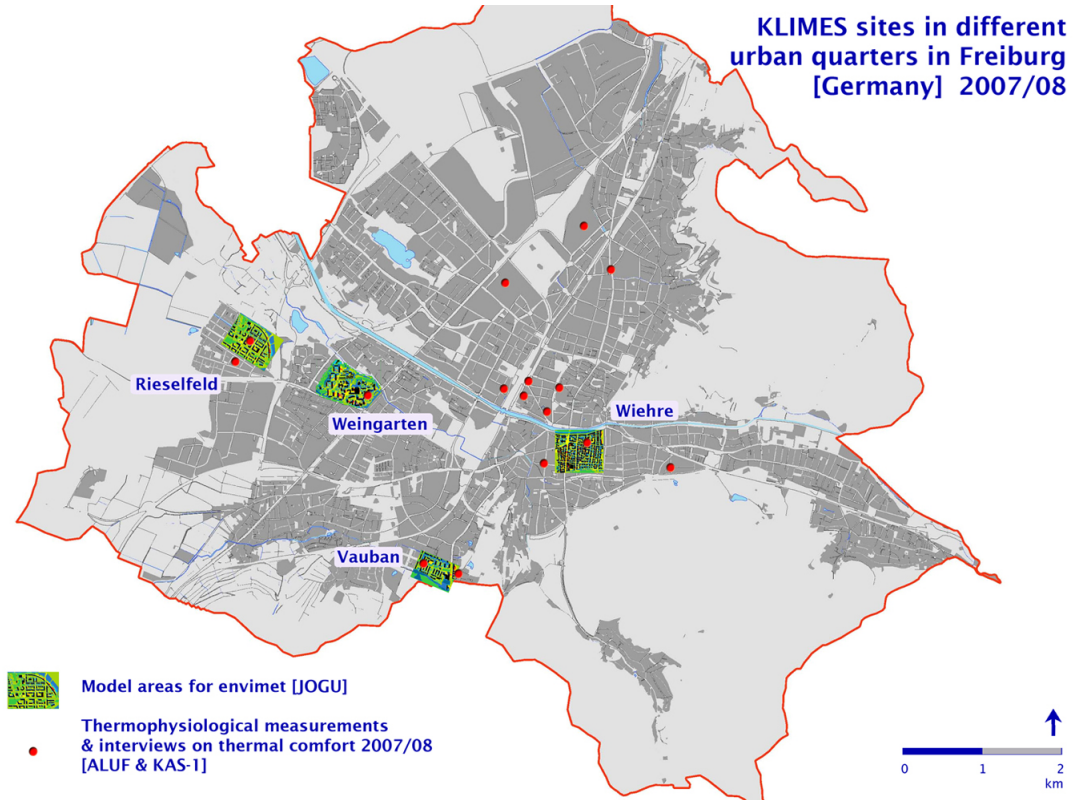 KLIMES sites in different
urban quarters in Freiburg
[Germany]  2007/08
Rieselfeld
Weingarten
Wiehre
Vauban
Model areas for envimet [JOGU]
Thermophysiological measurements
& interviews on thermal comfort 2007/08
[ALUF & KAS-1]
0 1 2
km